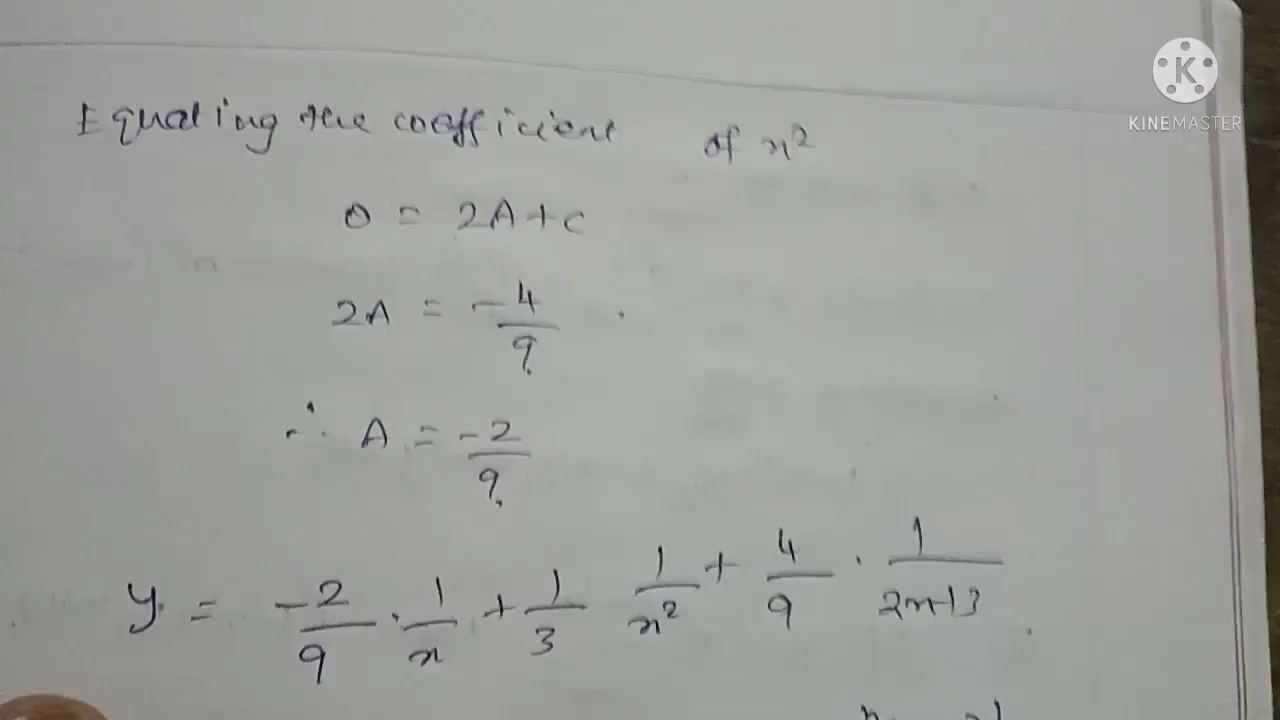 K
KINEMASTER
Equating the coefficient of x²
0 = 2A+C
2A = -4/9
∴ A = -2/9
y = -2/9 · 1/x + 1/3 1/x² + 4/9 · 1/2x+3